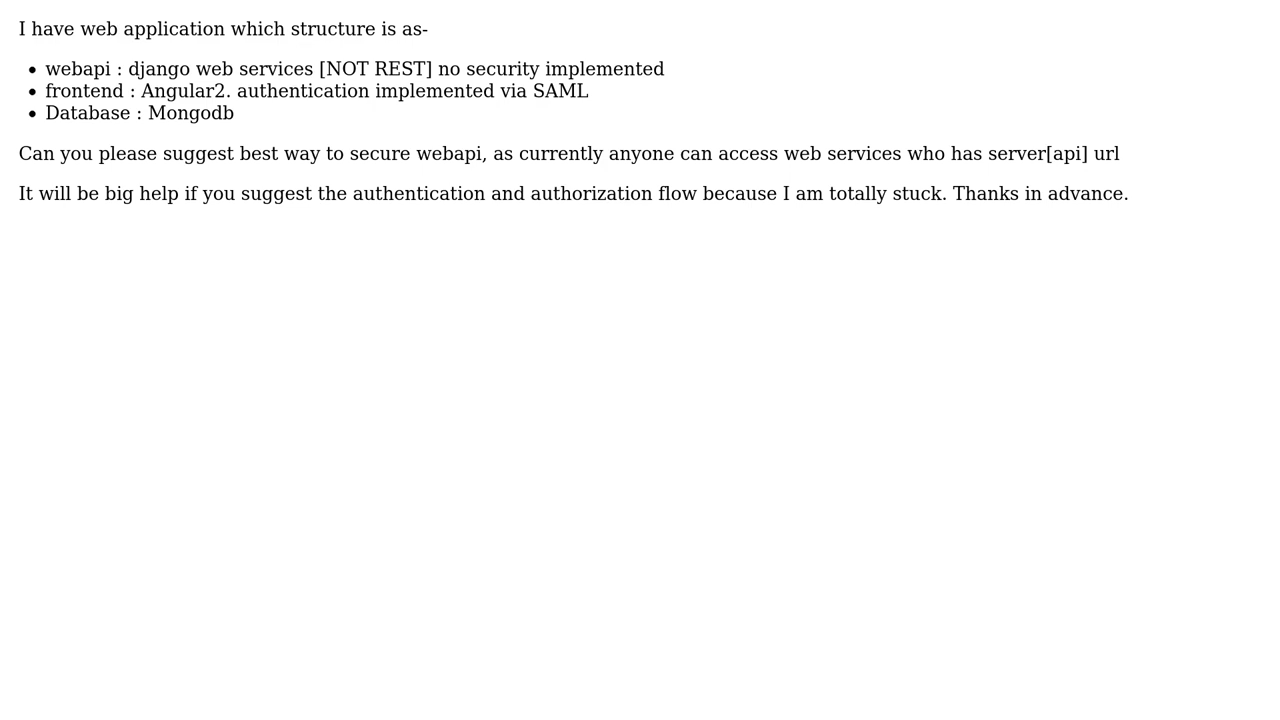 I have web application which structure is as-
• webapi : django web services [NOT REST] no security implemented
• frontend : Angular2. authentication implemented via SAML
• Database : Mongodb
Can you please suggest best way to secure webapi, as currently anyone can access web services who has server[api] url
It will be big help if you suggest the authentication and authorization flow because I am totally stuck. Thanks in advance.